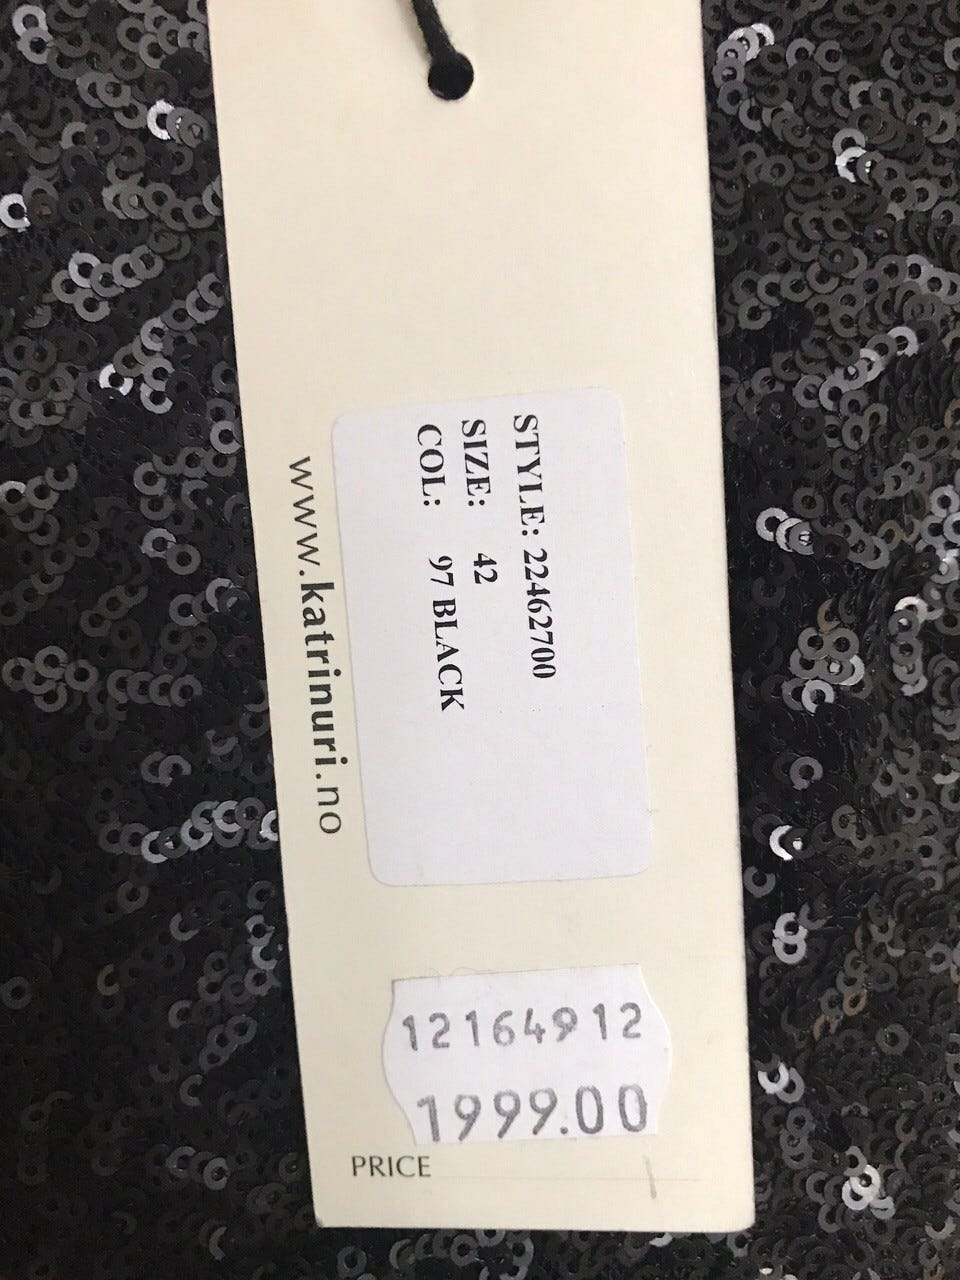 STYLE: 22462700
SIZE: 42
COL: 97 BLACK
www.katrinuri.no
12164912
1999.00
PRICE